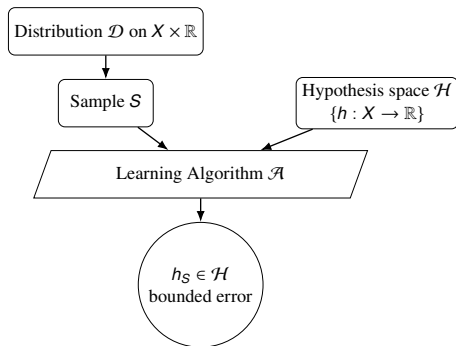 Distribution 𝒟 on X × ℝ
Sample S
Hypothesis space ℋ
{h : X → ℝ}
Learning Algorithm 𝒜
h_S ∈ ℋ
bounded error